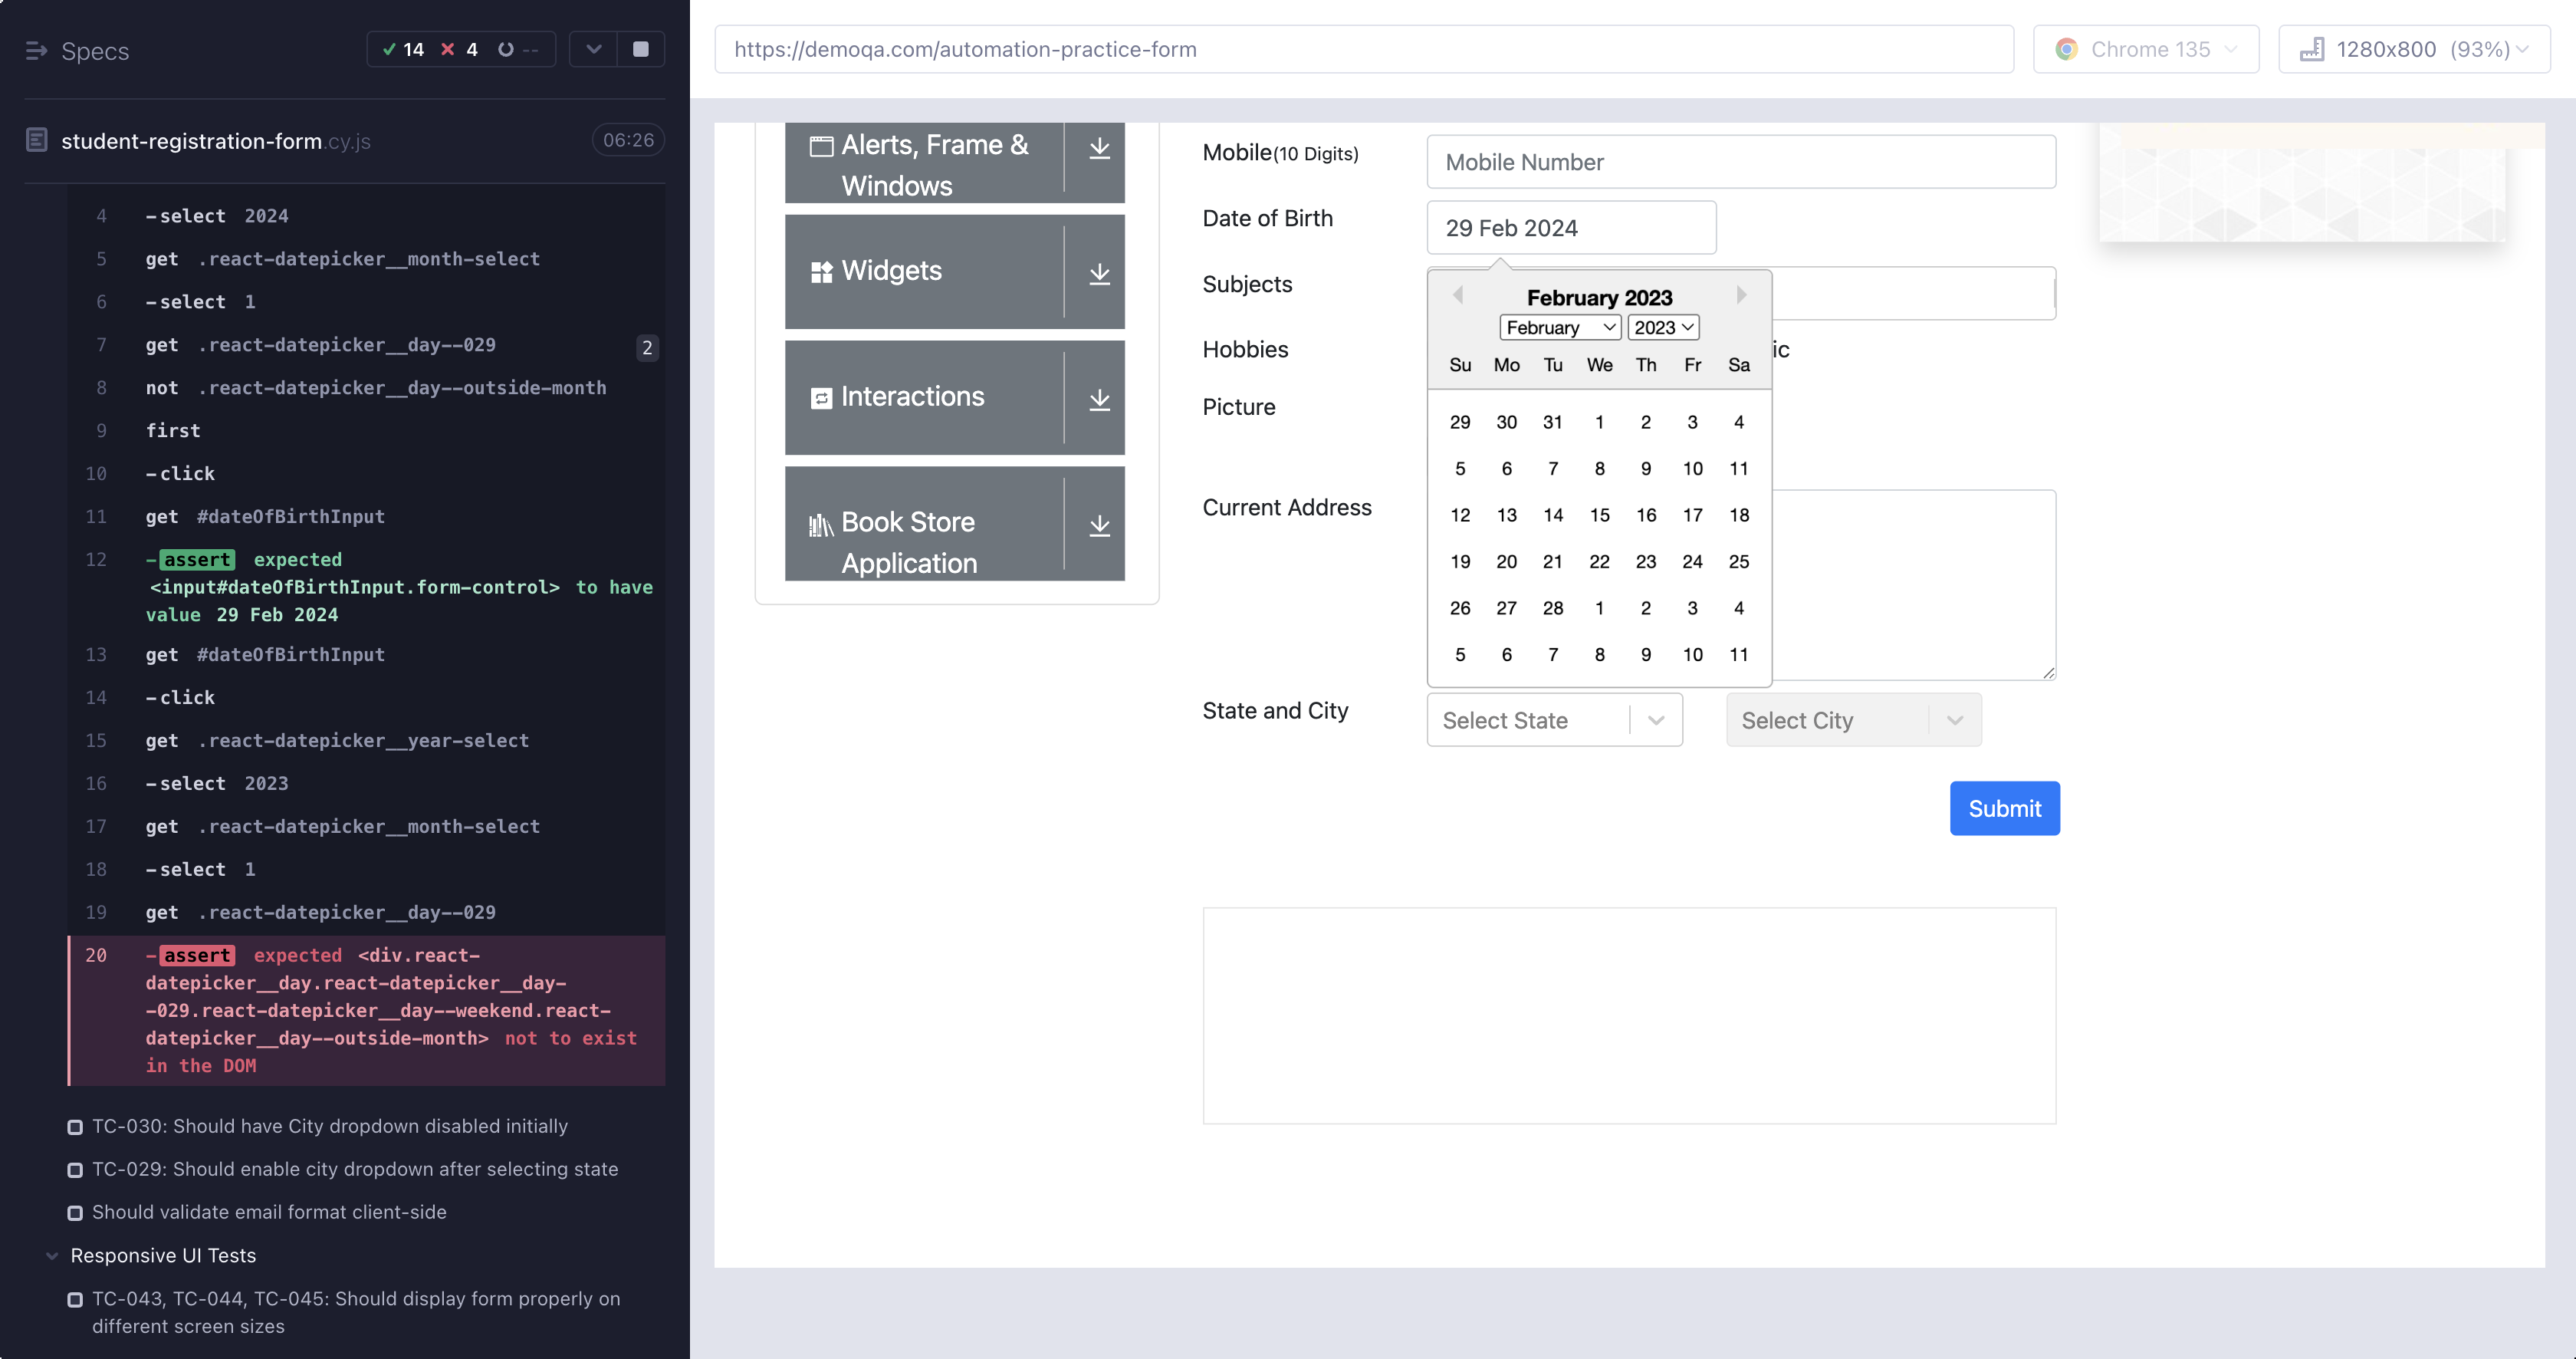 Specs
14 4 --
student-registration-form.cy.js 06:26
4 -select 2024
5 get .react-datepicker__month-select
6 -select 1
7 get .react-datepicker__day--029 2
8 not .react-datepicker__day--outside-month
9 first
10 -click
11 get #dateOfBirthInput
12 -assert expected
<input#dateOfBirthInput.form-control> to have
value 29 Feb 2024
13 get #dateOfBirthInput
14 -click
15 get .react-datepicker__year-select
16 -select 2023
17 get .react-datepicker__month-select
18 -select 1
19 get .react-datepicker__day--029
20 -assert expected <div.react-
datepicker__day.react-datepicker__day-
-029.react-datepicker__day--weekend.react-
datepicker__day--outside-month> not to exist
in the DOM
TC-030: Should have City dropdown disabled initially
TC-029: Should enable city dropdown after selecting state
Should validate email format client-side
Responsive UI Tests
TC-043, TC-044, TC-045: Should display form properly on
different screen sizes
https://demoqa.com/automation-practice-form
Chrome 135
1280x800 (93%)
Alerts, Frame &
Windows
Widgets
Interactions
Book Store
Application
Mobile(10 Digits)
Mobile Number
Date of Birth
29 Feb 2024
Subjects
Hobbies
ic
Picture
Current Address
February 2023
February 2023
Su Mo Tu We Th Fr Sa
29 30 31 1 2 3 4
5 6 7 8 9 10 11
12 13 14 15 16 17 18
19 20 21 22 23 24 25
26 27 28 1 2 3 4
5 6 7 8 9 10 11
State and City
Select State
Select City
Submit